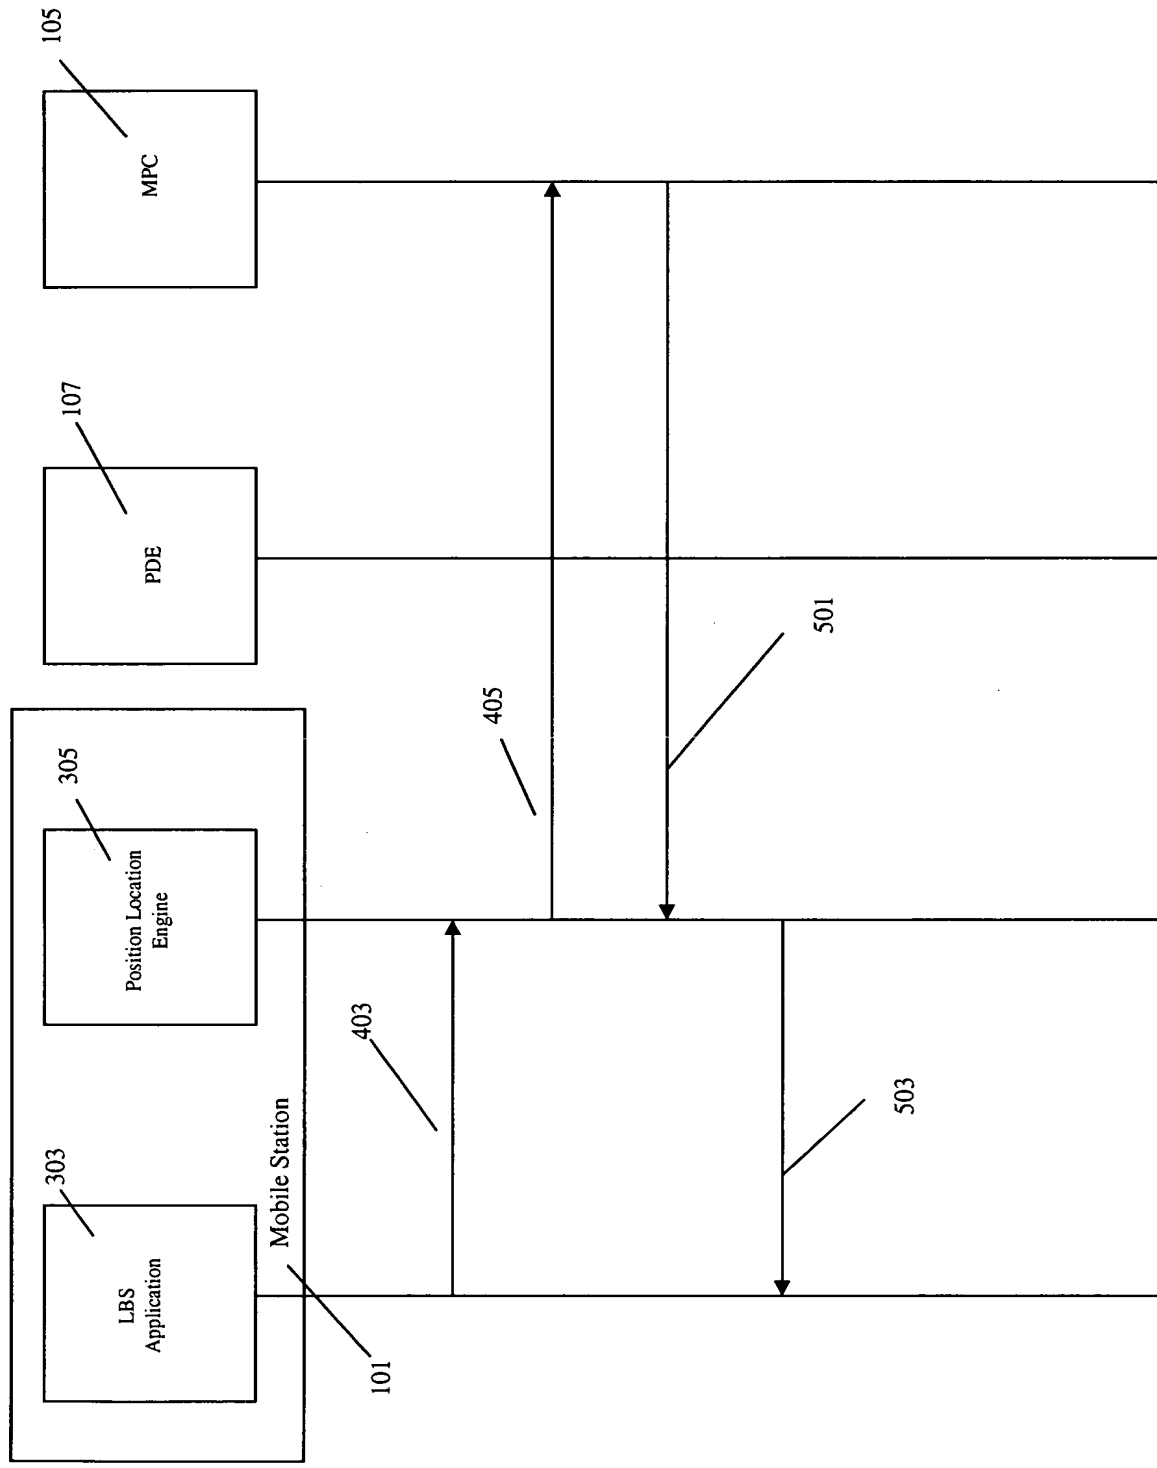 303
LBS
Application
305
Position Location
Engine
107
PDE
105
MPC
Mobile Station
101
403
405
501
503